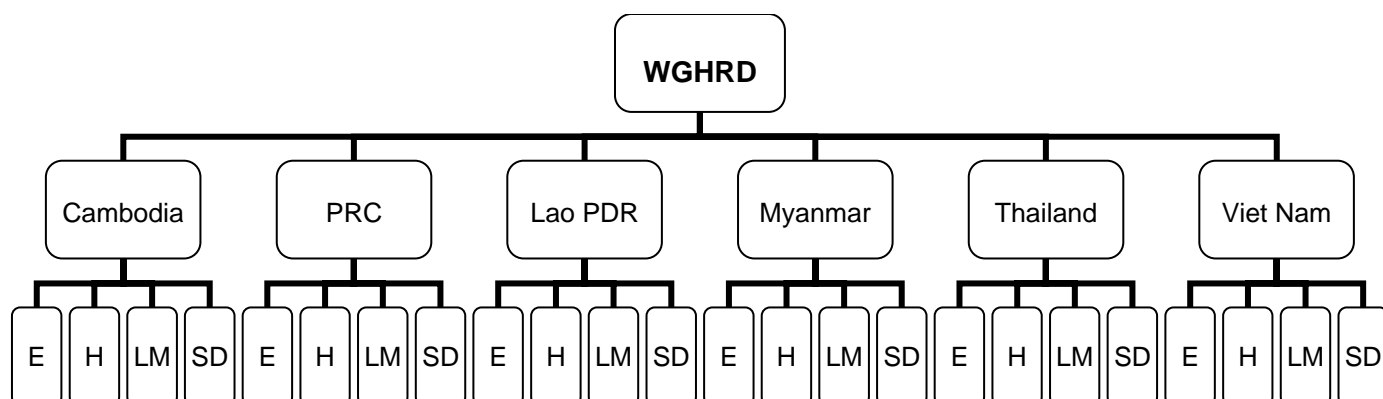 WGHRD
Cambodia PRC Lao PDR Myanmar Thailand Viet Nam
E H LM SD E H LM SD E H LM SD E H LM SD E H LM SD E H LM SD